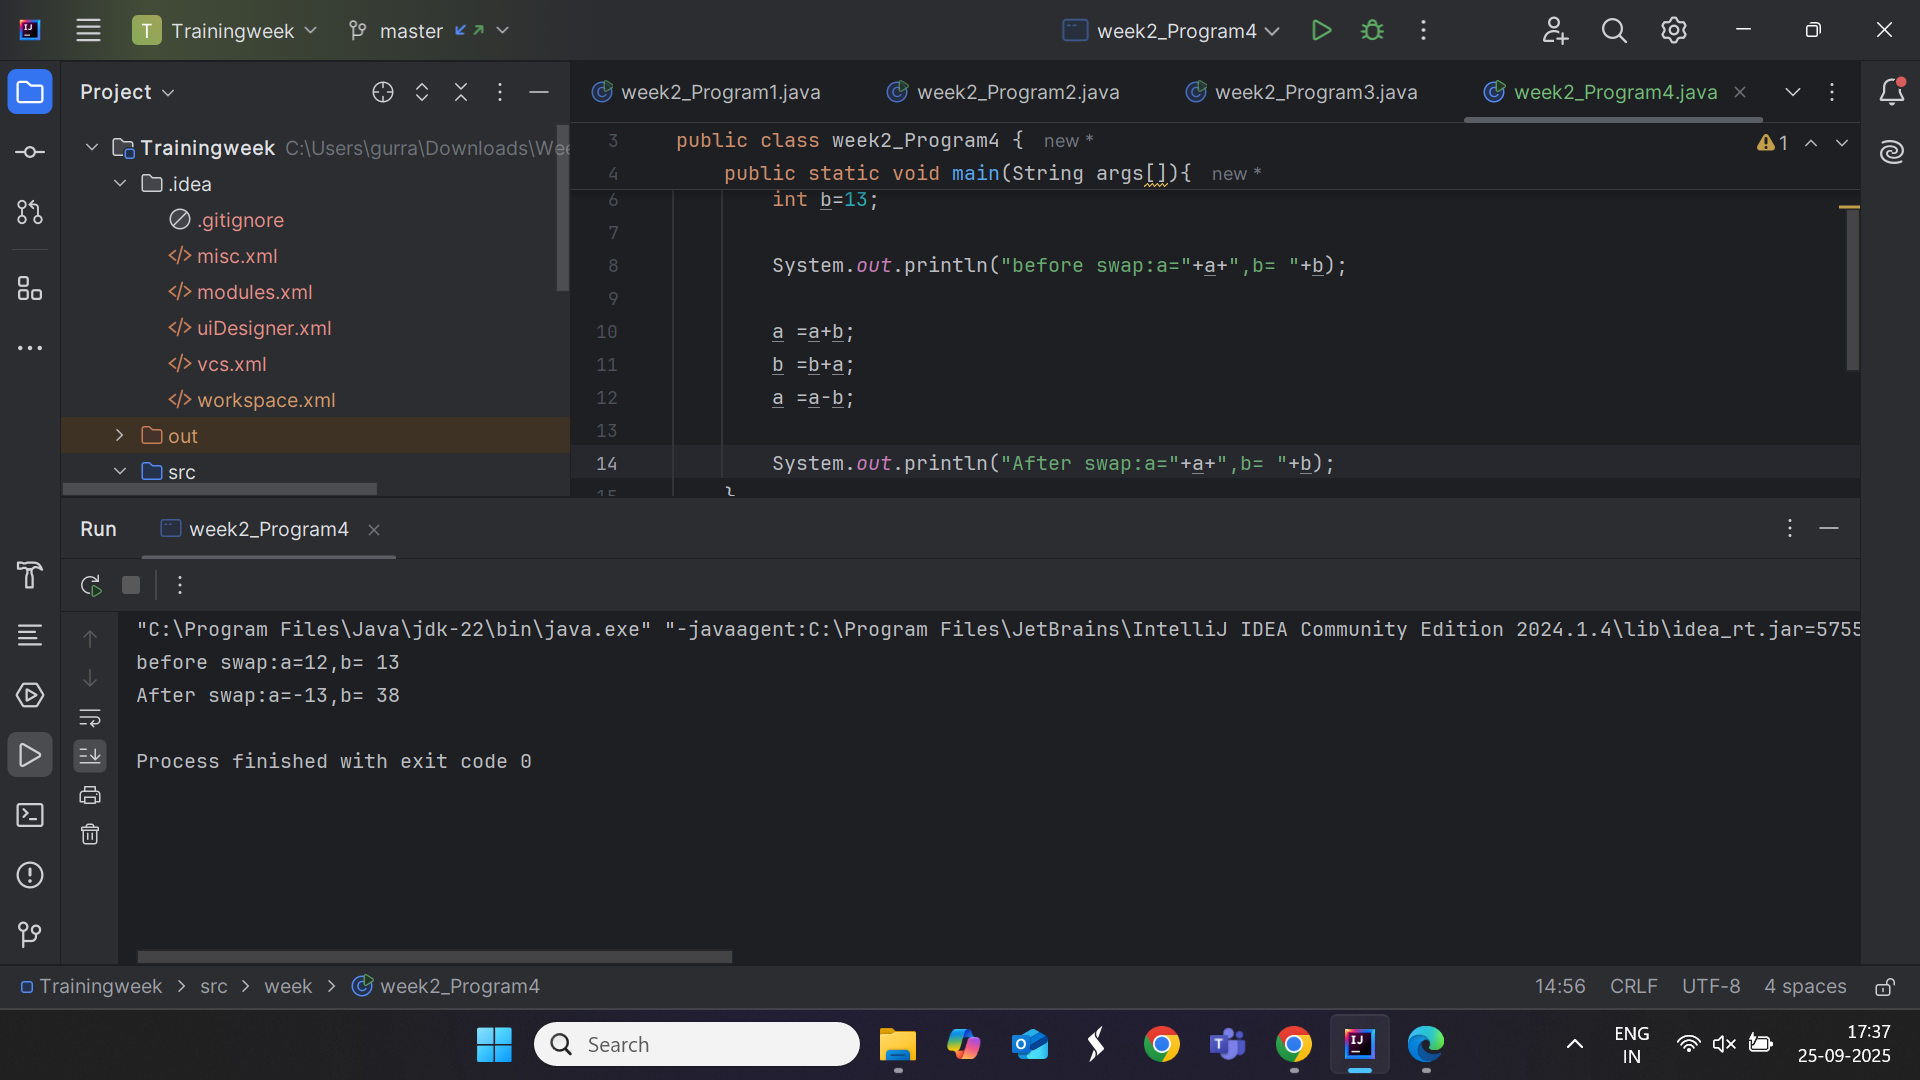 T Trainingweek master week2_Program4
Project
week2_Program1.java week2_Program2.java week2_Program3.java week2_Program4.java
Trainingweek C:\Users\gurra\Downloads\Wee
.idea
.gitignore
misc.xml
modules.xml
uiDesigner.xml
vcs.xml
workspace.xml
out
src
3 public class week2_Program4 { new *
4 public static void main(String args[]){ new *
6 int b=13;
7
8 System.out.println("before swap:a="+a+",b= "+b);
9
10 a =a+b;
11 b =b+a;
12 a =a-b;
13
14 System.out.println("After swap:a="+a+",b= "+b);
15 }
1
Run week2_Program4
"C:\Program Files\Java\jdk-22\bin\java.exe" "-javaagent:C:\Program Files\JetBrains\IntelliJ IDEA Community Edition 2024.1.4\lib\idea_rt.jar=5755
before swap:a=12,b= 13
After swap:a=-13,b= 38
Process finished with exit code 0
Trainingweek > src > week > week2_Program4
14:56 CRLF UTF-8 4 spaces
Search
ENG
IN
17:37
25-09-2025